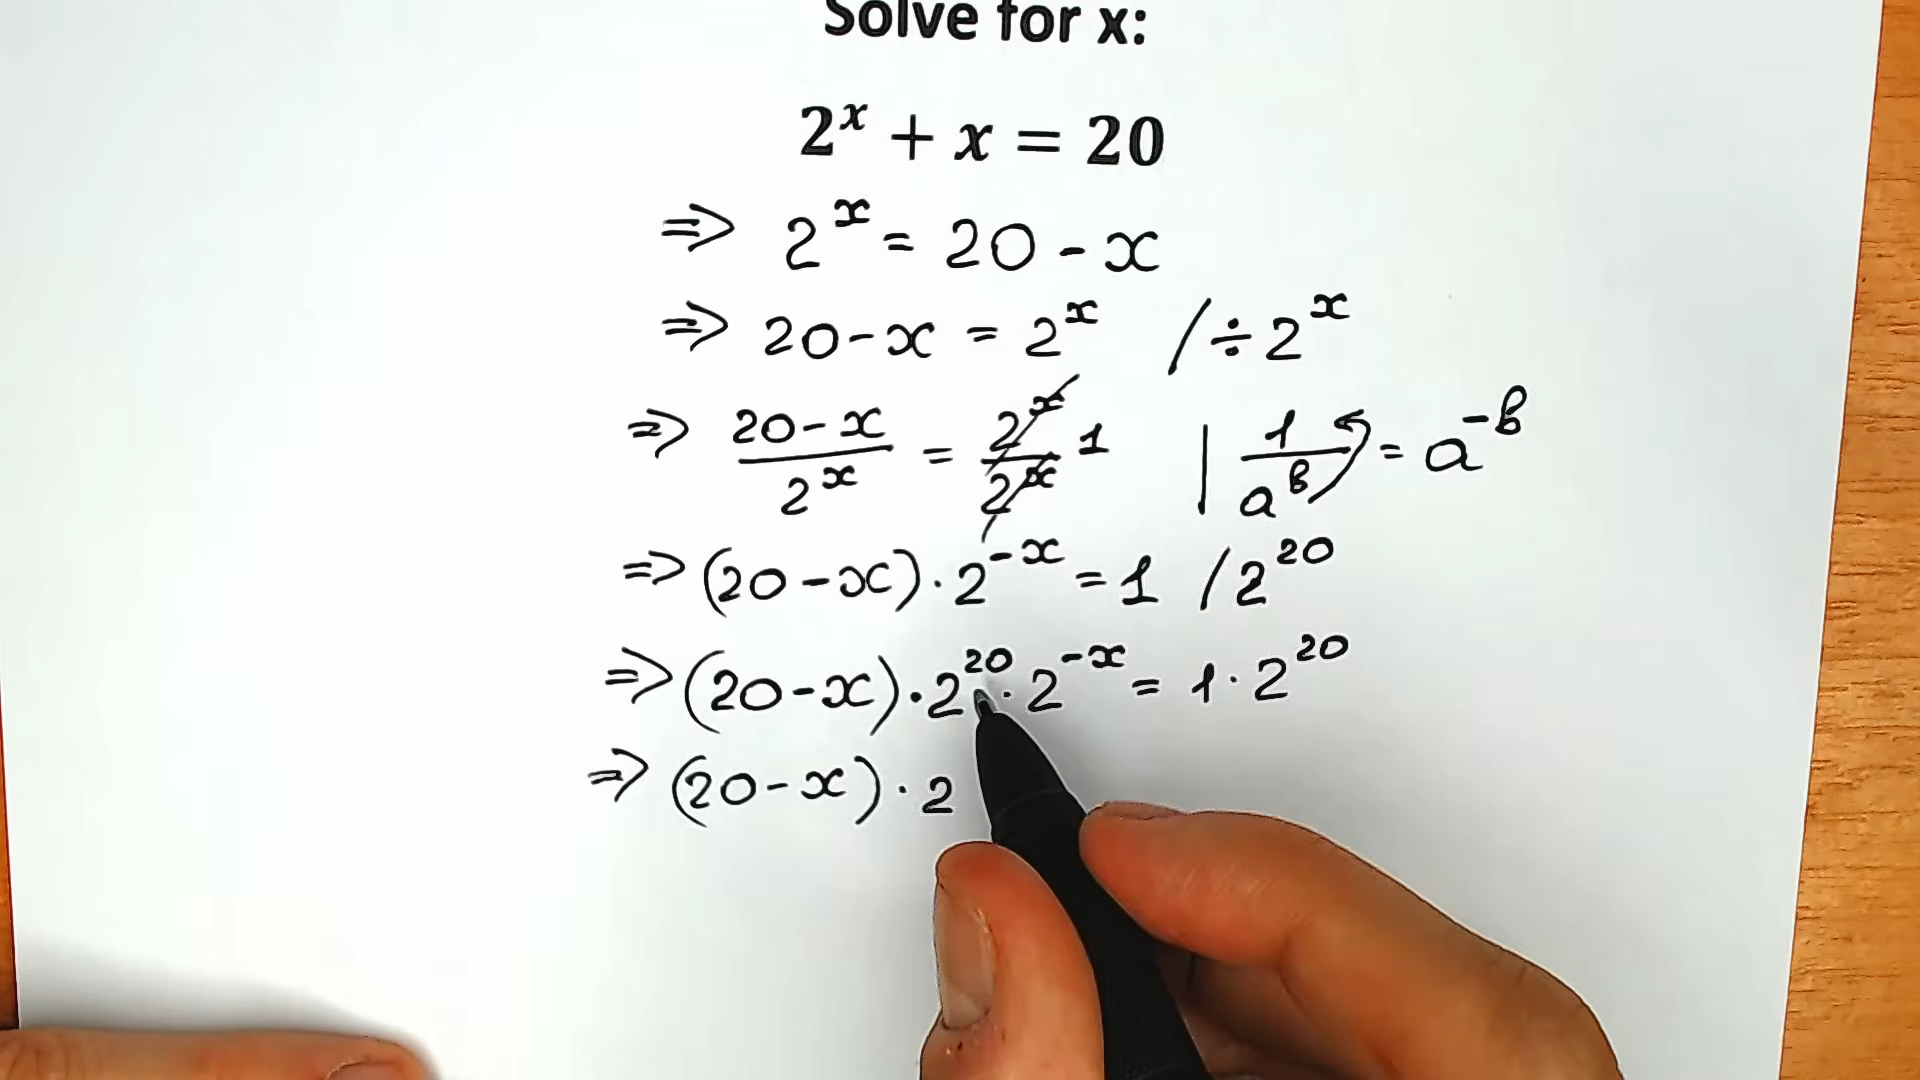 Solve for x:
2^x + x = 20
⇒ 2^x = 20 - x
⇒ 20 - x = 2^x / ÷ 2^x
⇒ (20 - x)/(2^x) = (2^x)/(2^x) 1 | 1/(a^b) = a^-b
⇒ (20 - x) · 2^-x = 1 / 2^20
⇒ (20 - x) · 2^20 · 2^-x = 1 · 2^20
⇒ (20 - x) · 2